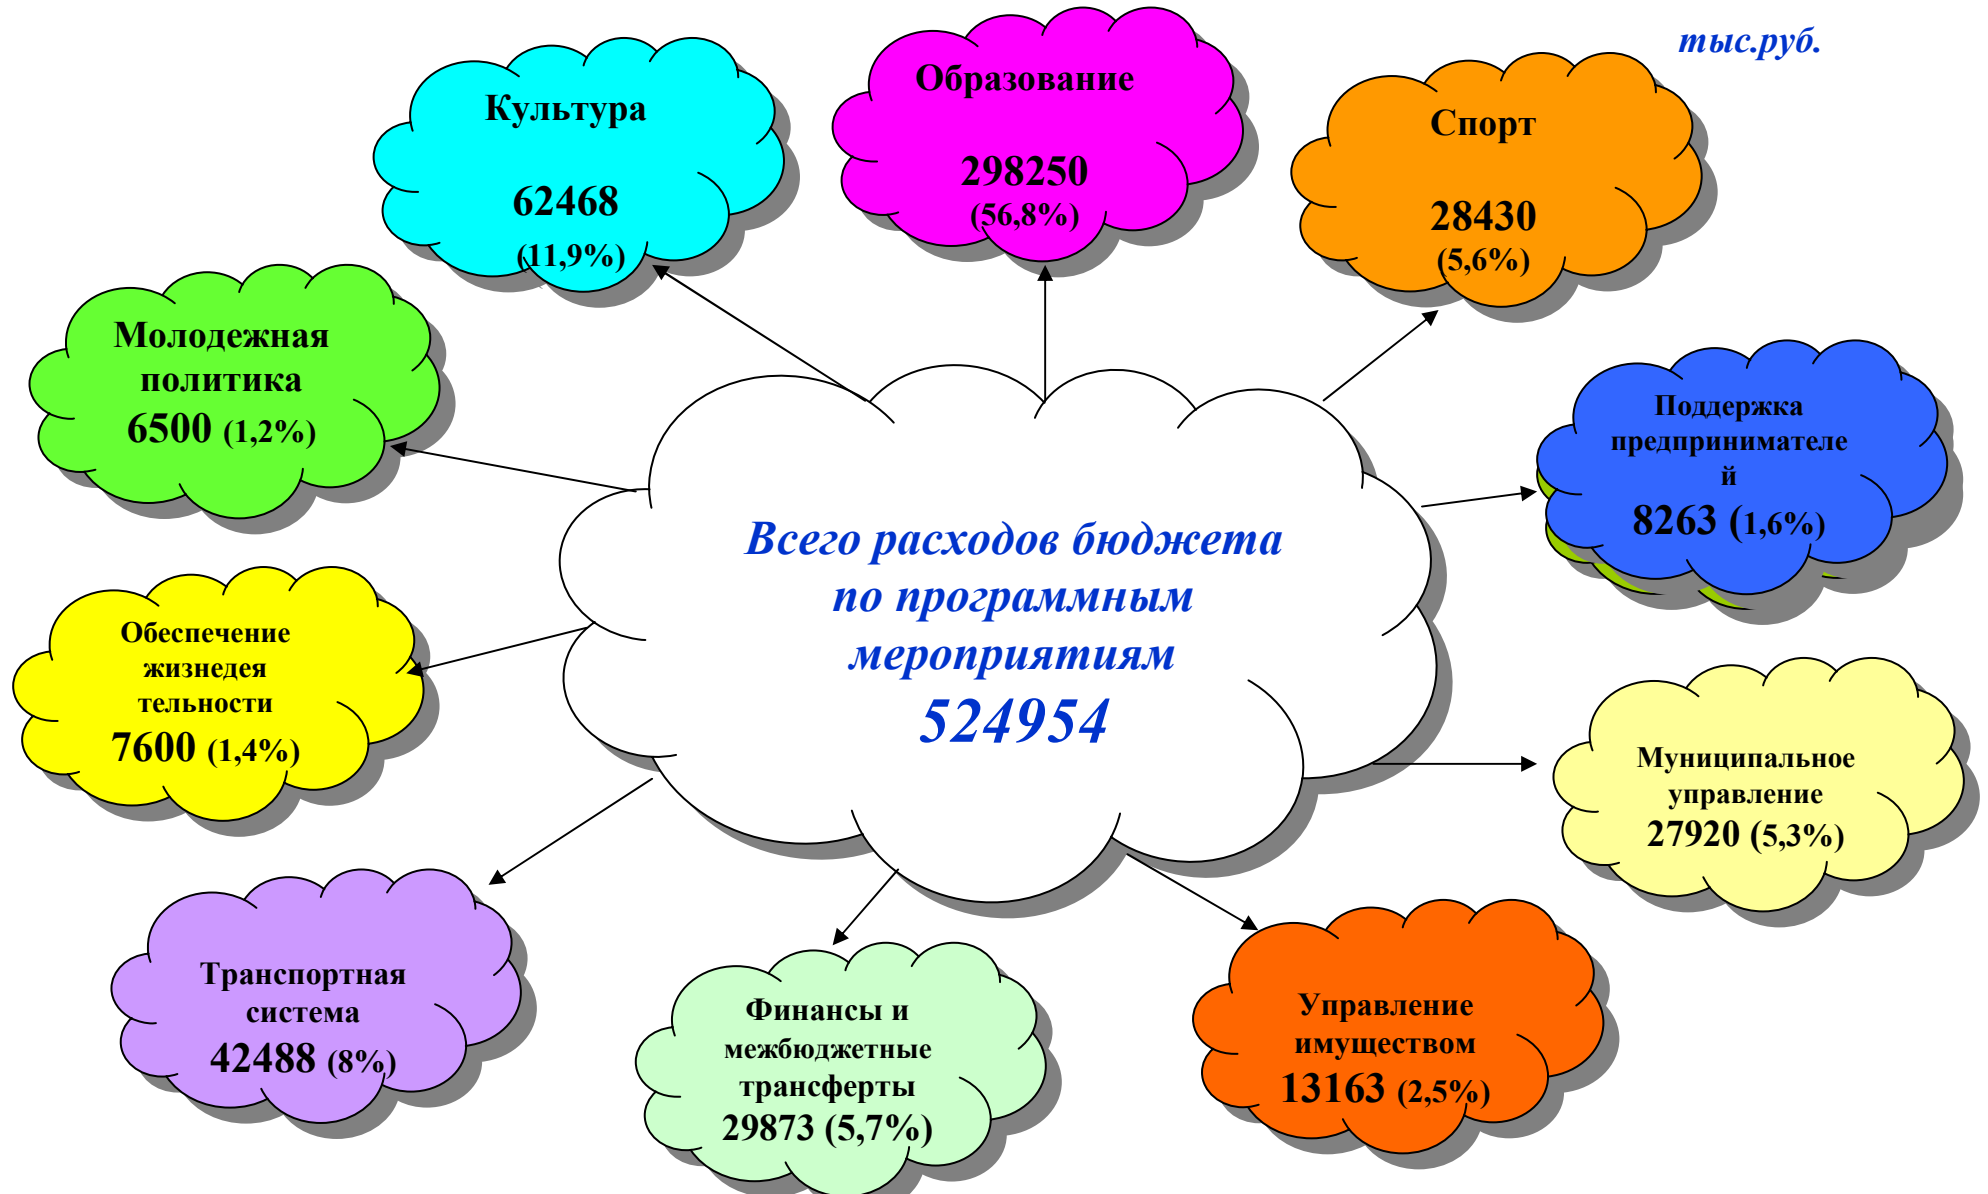 тыс.руб.
Образование
298250
(56,8%)
Культура
62468
(11,9%)
Спорт
28430
(5,6%)
Молодежная
политика
6500 (1,2%)
Поддержка
предпринимателе
й
8263 (1,6%)
Всего расходов бюджета
по программным
мероприятиям
524954
Обеспечение
жизнедея
тельности
7600 (1,4%)
Муниципальное
управление
27920 (5,3%)
Транспортная
система
42488 (8%)
Финансы и
межбюджетные
трансферты
29873 (5,7%)
Управление
имуществом
13163 (2,5%)